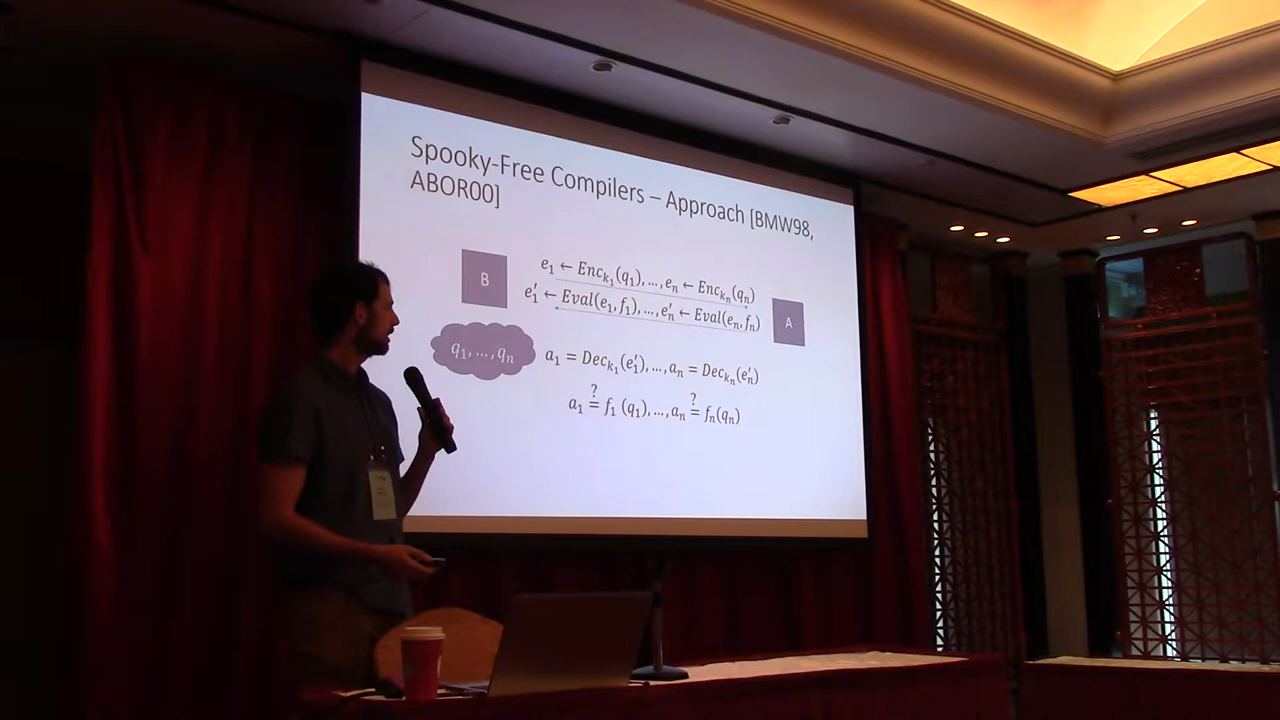 Spooky-Free Compilers – Approach [BMW98,
ABOR00]
B
e₁ ← Enc_{k₁}(q₁), …, eₙ ← Enc_{kₙ}(qₙ)
e′₁ ← Eval(e₁, f₁), …, e′ₙ ← Eval(eₙ, fₙ)
A
q₁, …, qₙ
a₁ = Dec_{k₁}(e′₁), …, aₙ = Dec_{kₙ}(e′ₙ)
? ?
a₁ = f₁ (q₁), …, aₙ = fₙ(qₙ)